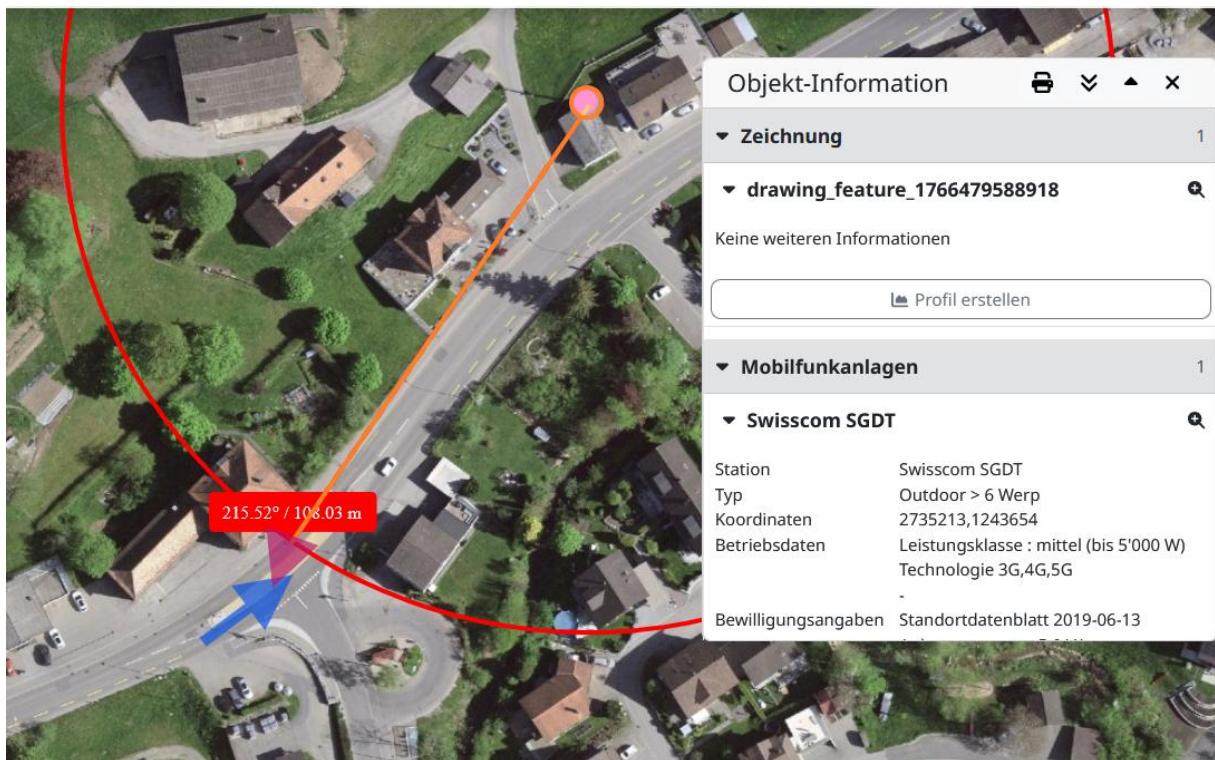 Objekt-Information
Zeichnung 1
drawing_feature_1766479588918
Keine weiteren Informationen
Profil erstellen
Mobilfunkanlagen 1
Swisscom SGDT
Station Swisscom SGDT
Typ Outdoor > 6 Werp
Koordinaten 2735213,1243654
Betriebsdaten Leistungsklasse : mittel (bis 5'000 W)
Technologie 3G,4G,5G
-
Bewilligungsangaben Standortdatenblatt 2019-06-13
215.52° / 108.03 m